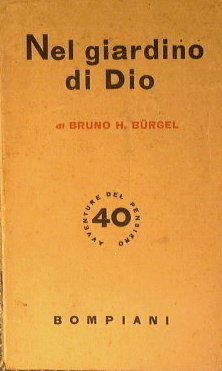 Nel giardino
di Dio
di BRUNO H. BÜRGEL
AVVENTURE DEL PENSIERO
40
BOMPIANI